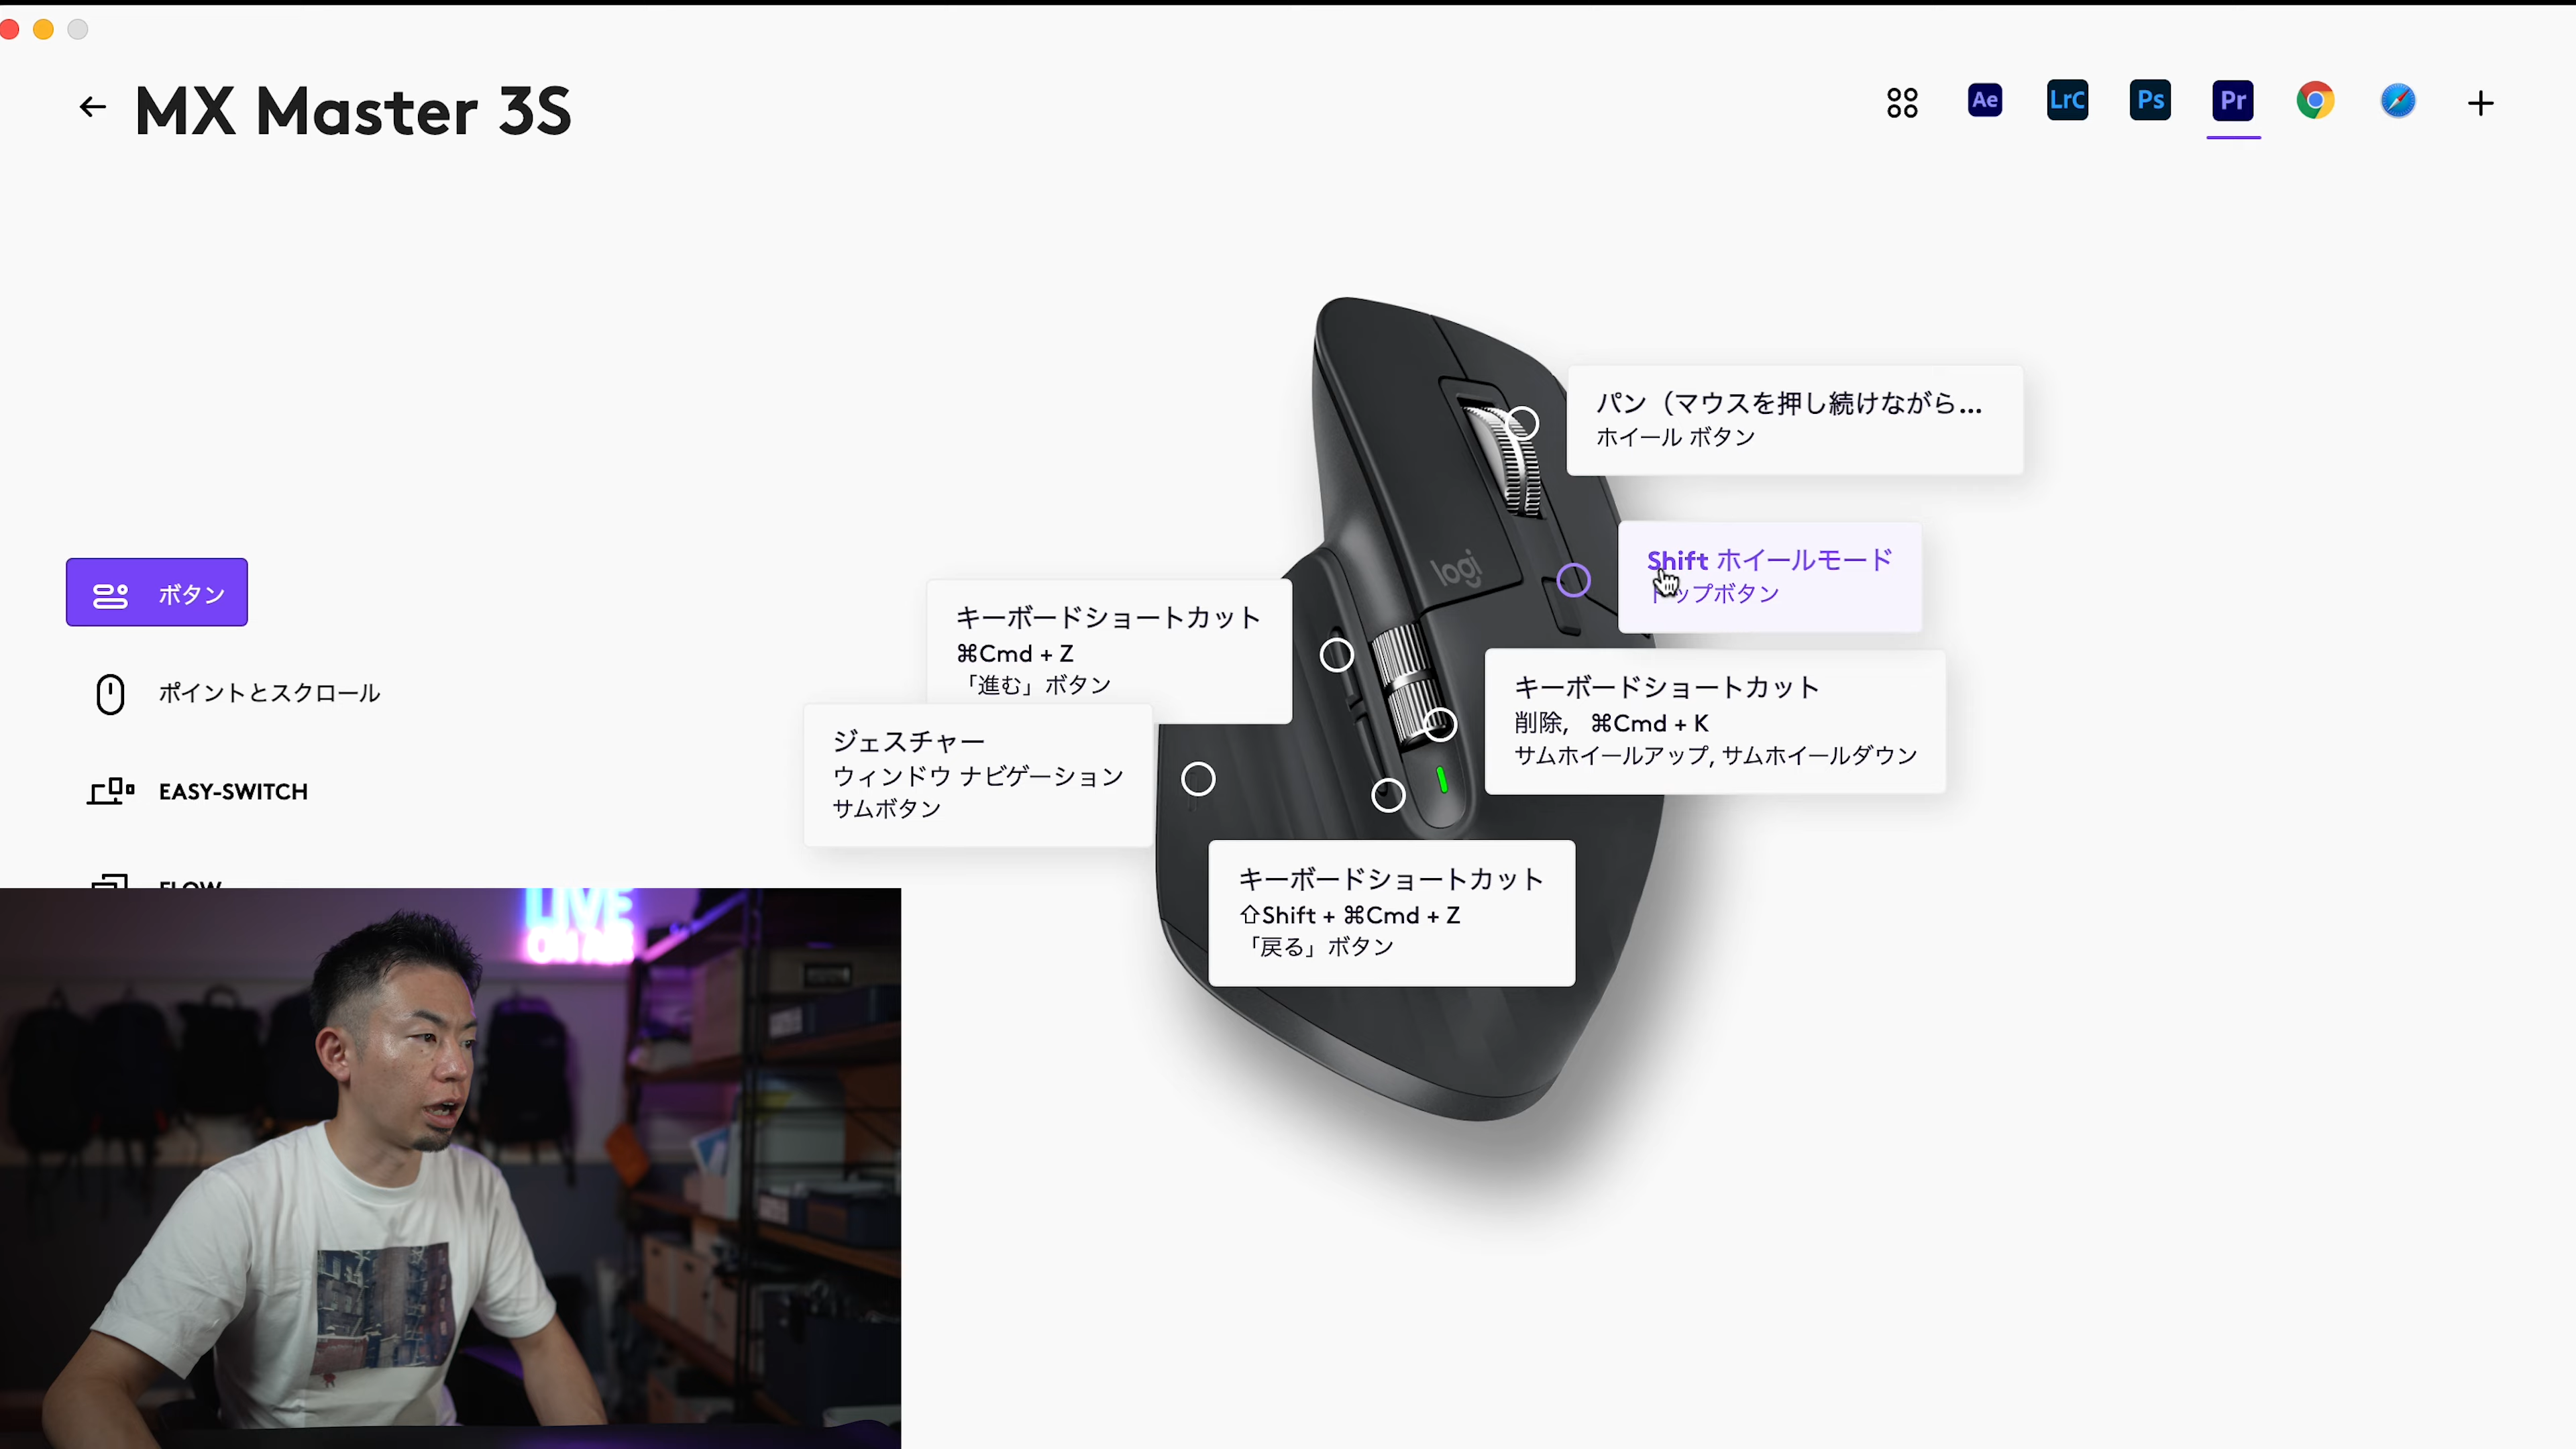 MX Master 3S
Ae
LrC
Ps
Pr
パン（マウスを押し続けながら...
ホイール ボタン
logi
Shift ホイールモード
トップボタン
ボタン
キーボードショートカット
⌘Cmd + Z
「進む」ボタン
キーボードショートカット
削除, ⌘Cmd + K
サムホイールアップ, サムホイールダウン
ポイントとスクロール
ジェスチャー
ウィンドウ ナビゲーション
サムボタン
EASY-SWITCH
キーボードショートカット
⇧Shift + ⌘Cmd + Z
「戻る」ボタン
FLOW
LIVE
ON AIR